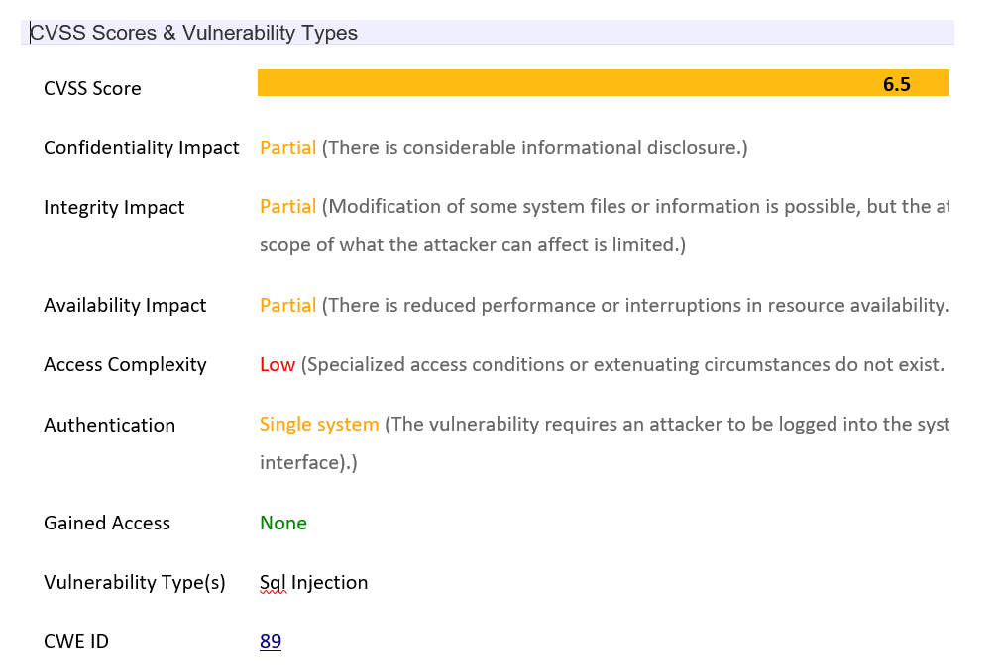 CVSS Scores & Vulnerability Types
CVSS Score 6.5
Confidentiality Impact Partial (There is considerable informational disclosure.)
Integrity Impact Partial (Modification of some system files or information is possible, but the
scope of what the attacker can affect is limited.)
Availability Impact Partial (There is reduced performance or interruptions in resource availability.
Access Complexity Low (Specialized access conditions or extenuating circumstances do not exist.
Authentication Single system (The vulnerability requires an attacker to be logged into the syst
interface).)
Gained Access None
Vulnerability Type(s) Sql Injection
CWE ID 89